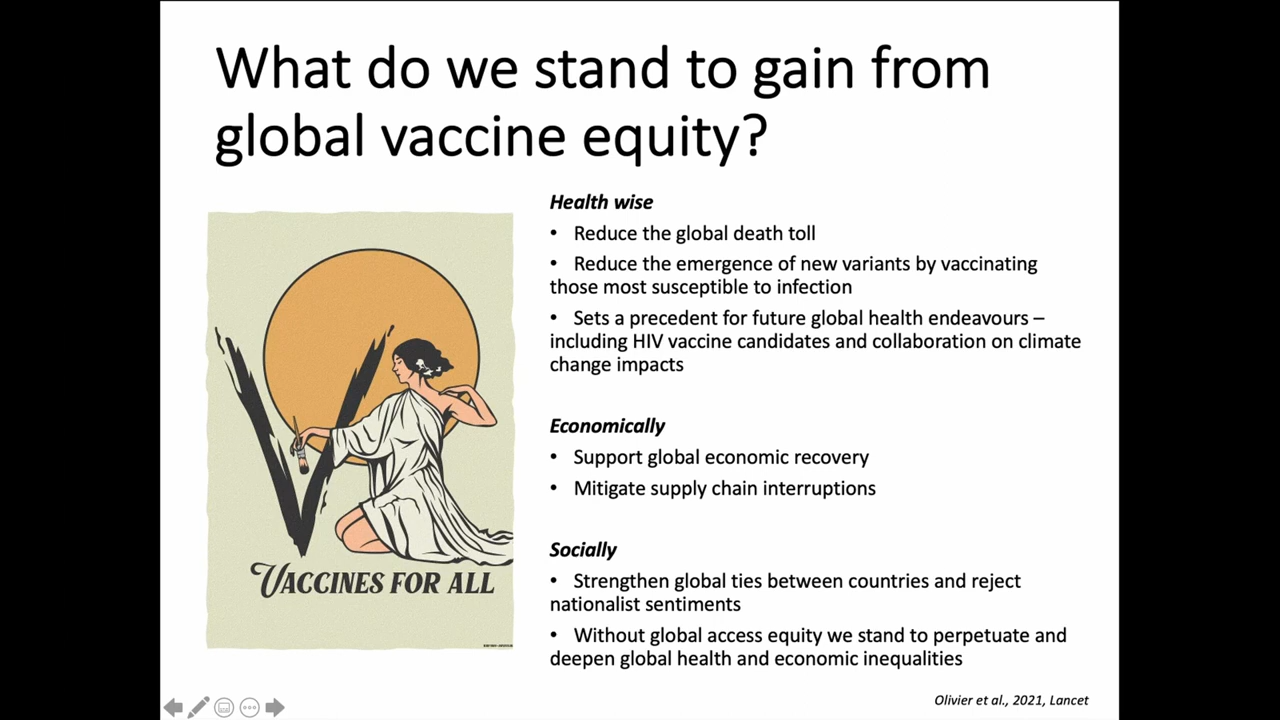 What do we stand to gain from
global vaccine equity?
Health wise
• Reduce the global death toll
• Reduce the emergence of new variants by vaccinating
those most susceptible to infection
• Sets a precedent for future global health endeavours –
including HIV vaccine candidates and collaboration on climate
change impacts
Economically
• Support global economic recovery
• Mitigate supply chain interruptions
Socially
• Strengthen global ties between countries and reject
nationalist sentiments
• Without global access equity we stand to perpetuate and
deepen global health and economic inequalities
V
VACCINES FOR ALL
Olivier et al., 2021, Lancet